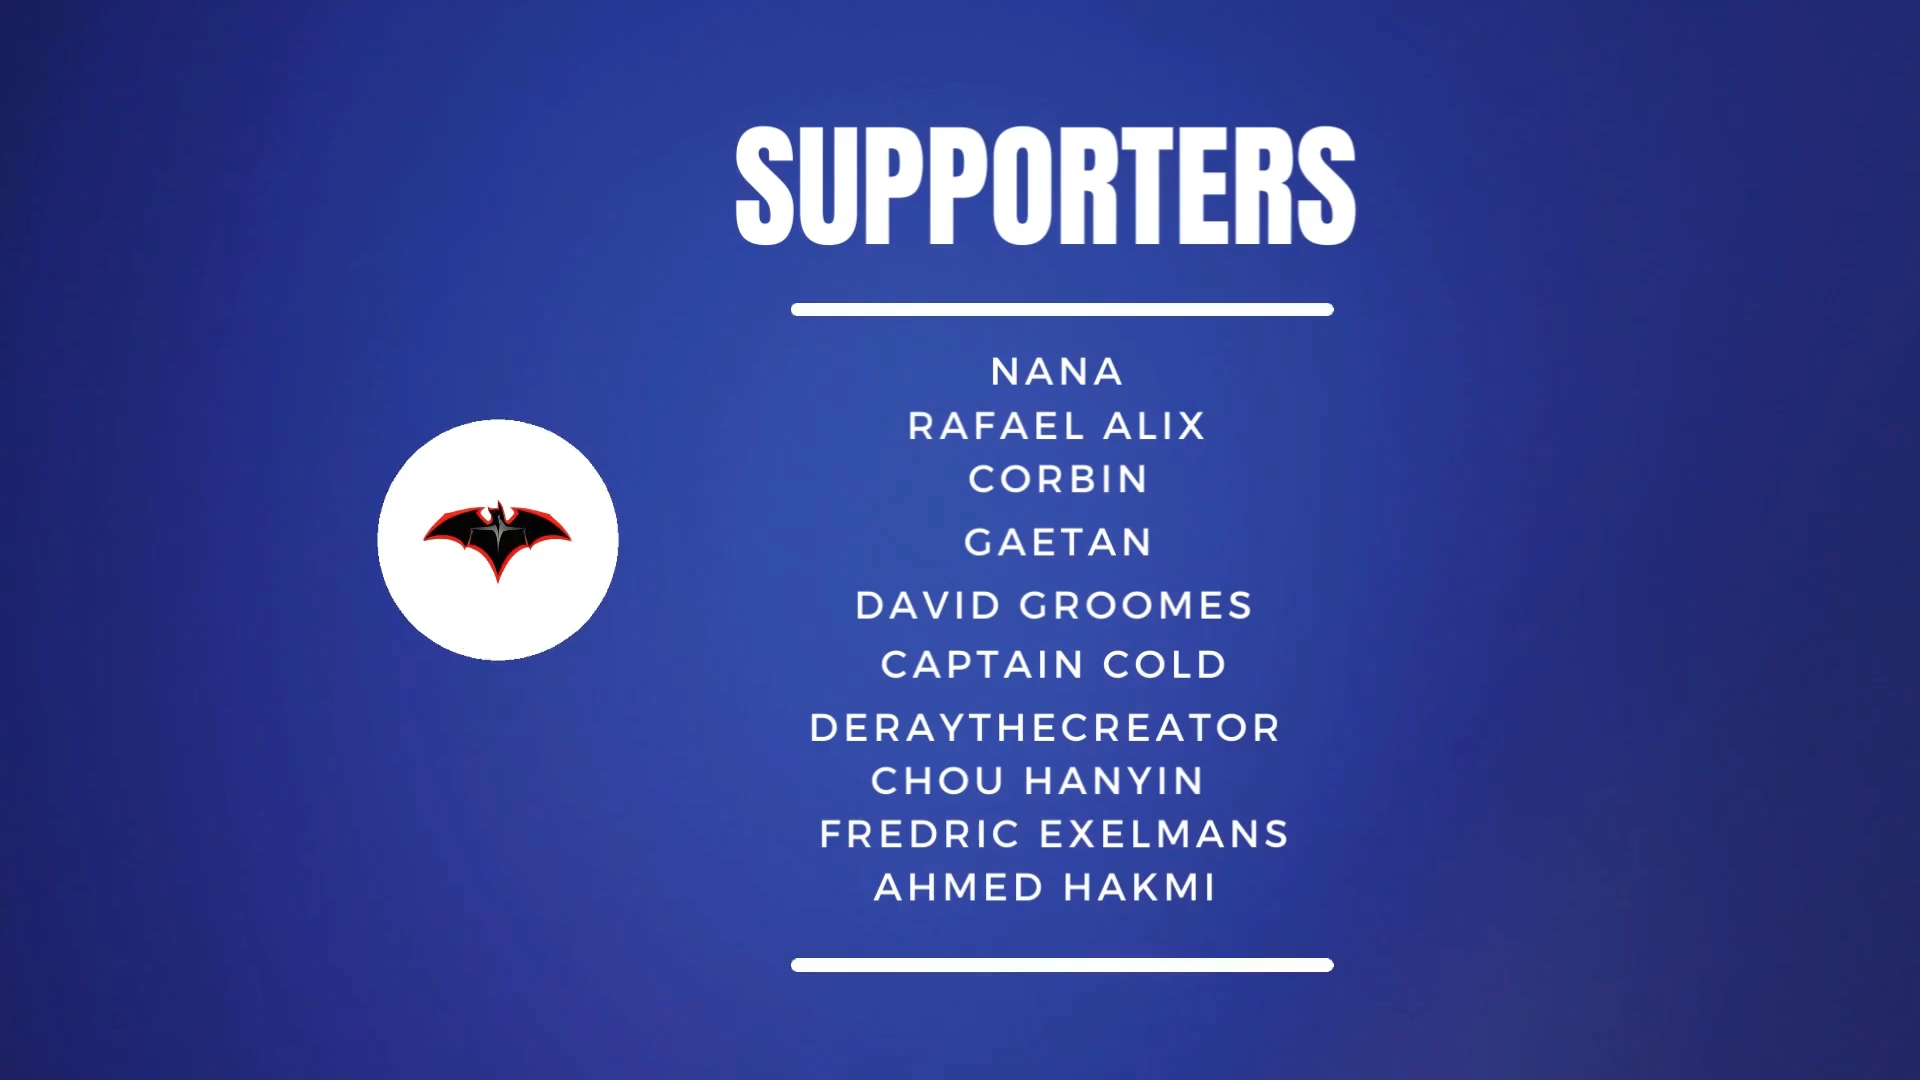 SUPPORTERS
NANA
RAFAEL ALIX
CORBIN
GAETAN
DAVID GROOMES
CAPTAIN COLD
DERAYTHECREATOR
CHOU HANYIN
FREDRIC EXELMANS
AHMED HAKMI